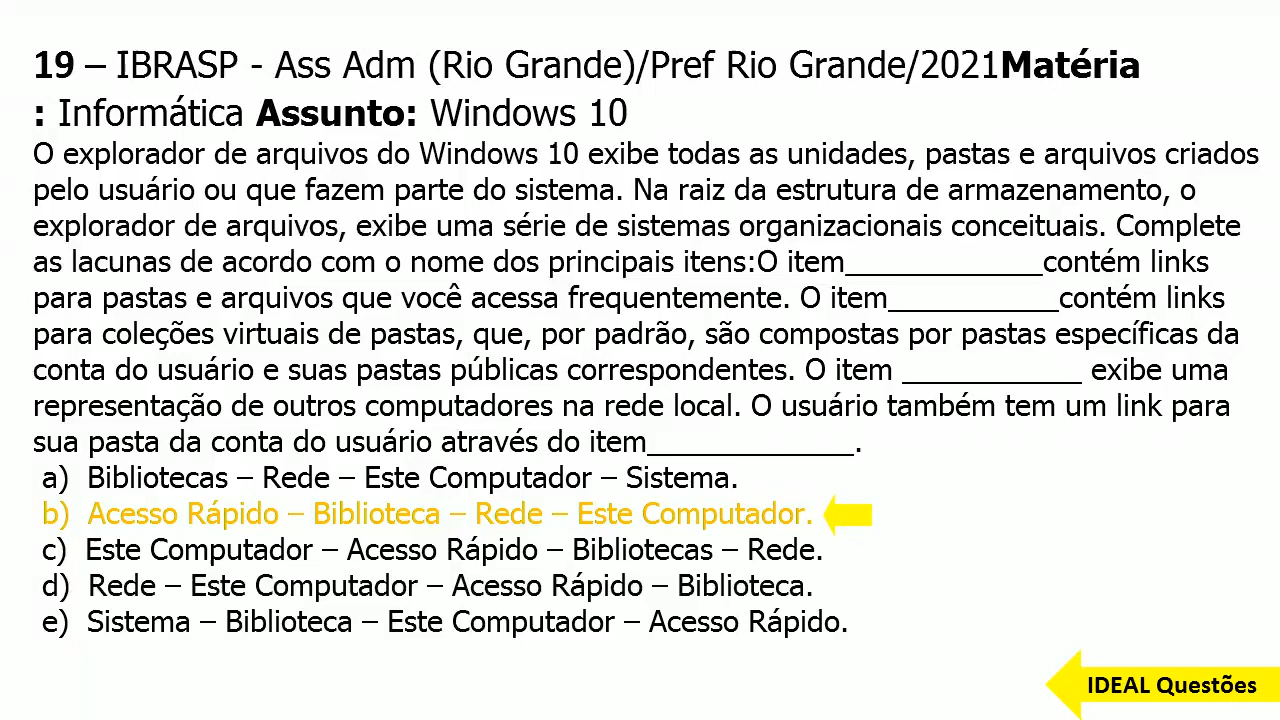 19 – IBRASP - Ass Adm (Rio Grande)/Pref Rio Grande/2021Matéria
: Informática Assunto: Windows 10
O explorador de arquivos do Windows 10 exibe todas as unidades, pastas e arquivos criados
pelo usuário ou que fazem parte do sistema. Na raiz da estrutura de armazenamento, o
explorador de arquivos, exibe uma série de sistemas organizacionais conceituais. Complete
as lacunas de acordo com o nome dos principais itens:O item_____________contém links
para pastas e arquivos que você acessa frequentemente. O item___________contém links
para coleções virtuais de pastas, que, por padrão, são compostas por pastas específicas da
conta do usuário e suas pastas públicas correspondentes. O item ____________ exibe uma
representação de outros computadores na rede local. O usuário também tem um link para
sua pasta da conta do usuário através do item______________.
a) Bibliotecas – Rede – Este Computador – Sistema.
b) Acesso Rápido – Biblioteca – Rede – Este Computador.
c) Este Computador – Acesso Rápido – Bibliotecas – Rede.
d) Rede – Este Computador – Acesso Rápido – Biblioteca.
e) Sistema – Biblioteca – Este Computador – Acesso Rápido.
IDEAL Questões